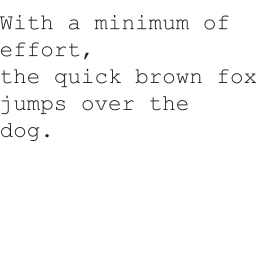 With a minimum of
effort,
the quick brown fox
jumps over the
dog.